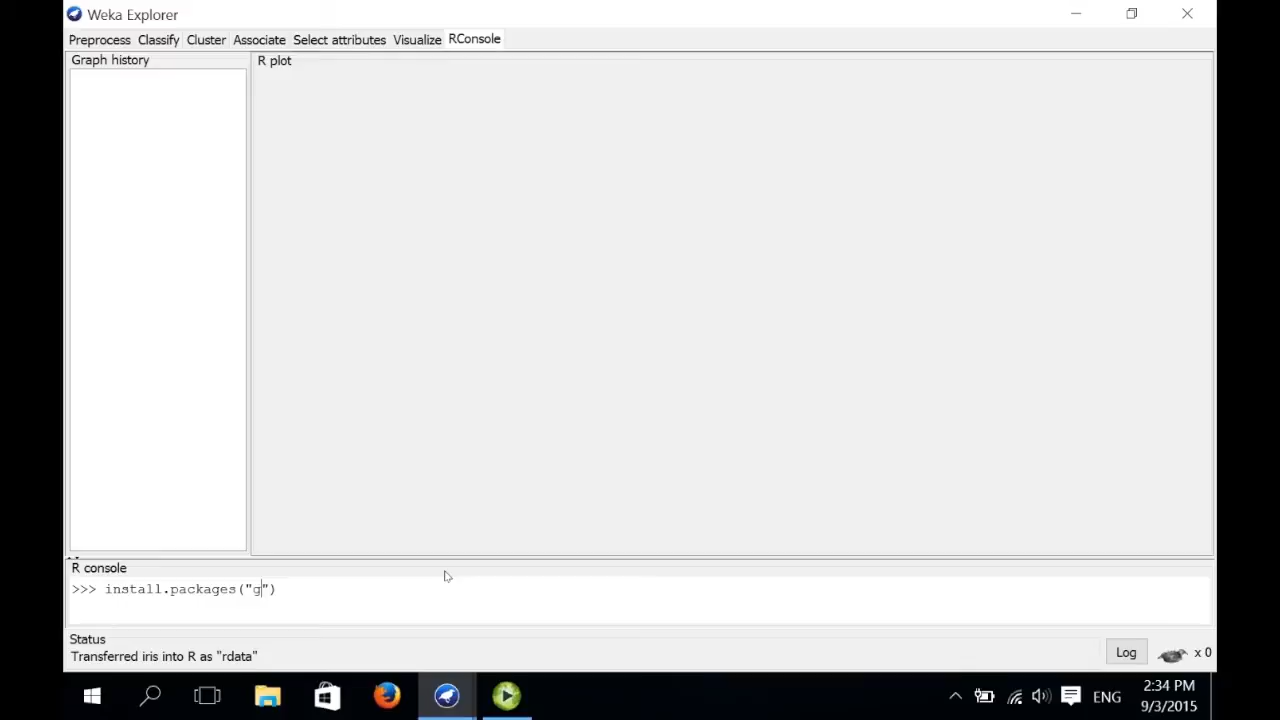 Weka Explorer
Preprocess Classify Cluster Associate Select attributes Visualize RConsole
Graph history
R plot
R console
>>> install.packages("g")
Status
Transferred iris into R as "rdata"
Log
x 0
ENG
2:34 PM
9/3/2015